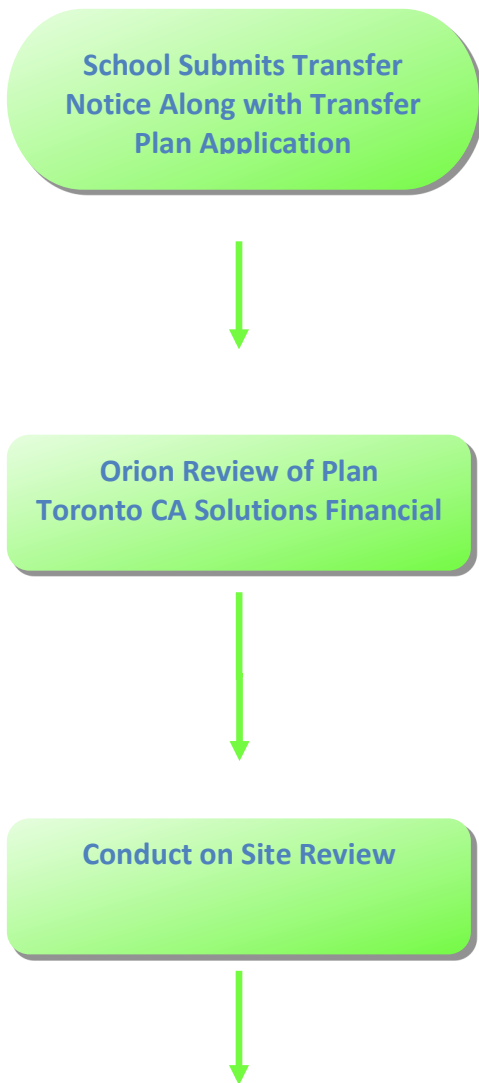 School Submits Transfer
Notice Along with Transfer
Plan Application
Orion Review of Plan
Toronto CA Solutions Financial
Conduct on Site Review